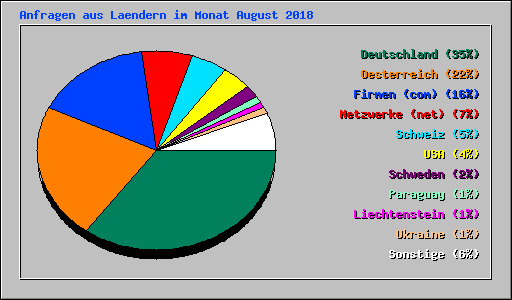 Anfragen aus Laendern im Monat August 2018
Deutschland (35%)
Oesterreich (22%)
Firmen (com) (16%)
Netzwerke (net) (7%)
Schweiz (5%)
USA (4%)
Schweden (2%)
Paraguay (1%)
Liechtenstein (1%)
Ukraine (1%)
Sonstige (6%)